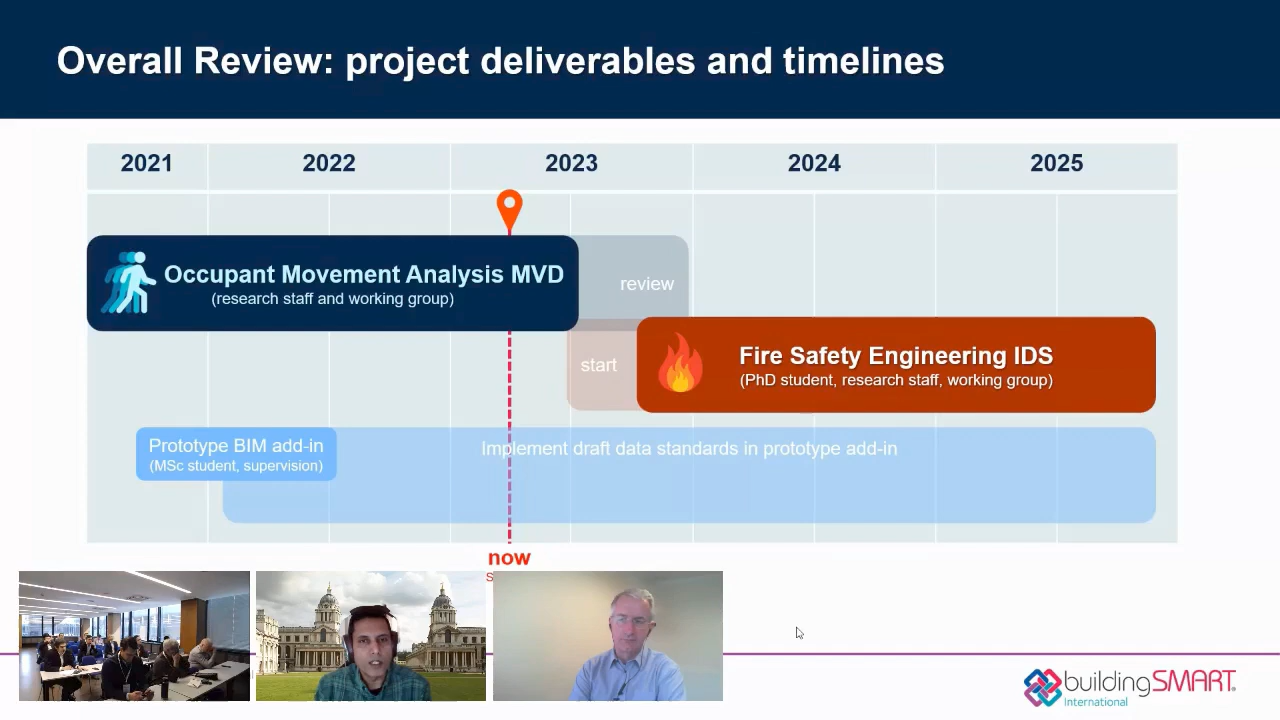 Overall Review: project deliverables and timelines
2021 2022 2023 2024 2025
Occupant Movement Analysis MVD
(research staff and working group)
review
start
Fire Safety Engineering IDS
(PhD student, research staff, working group)
Prototype BIM add-in
(MSc student, supervision)
Implement draft data standards in prototype add-in
now
buildingSMART®
International